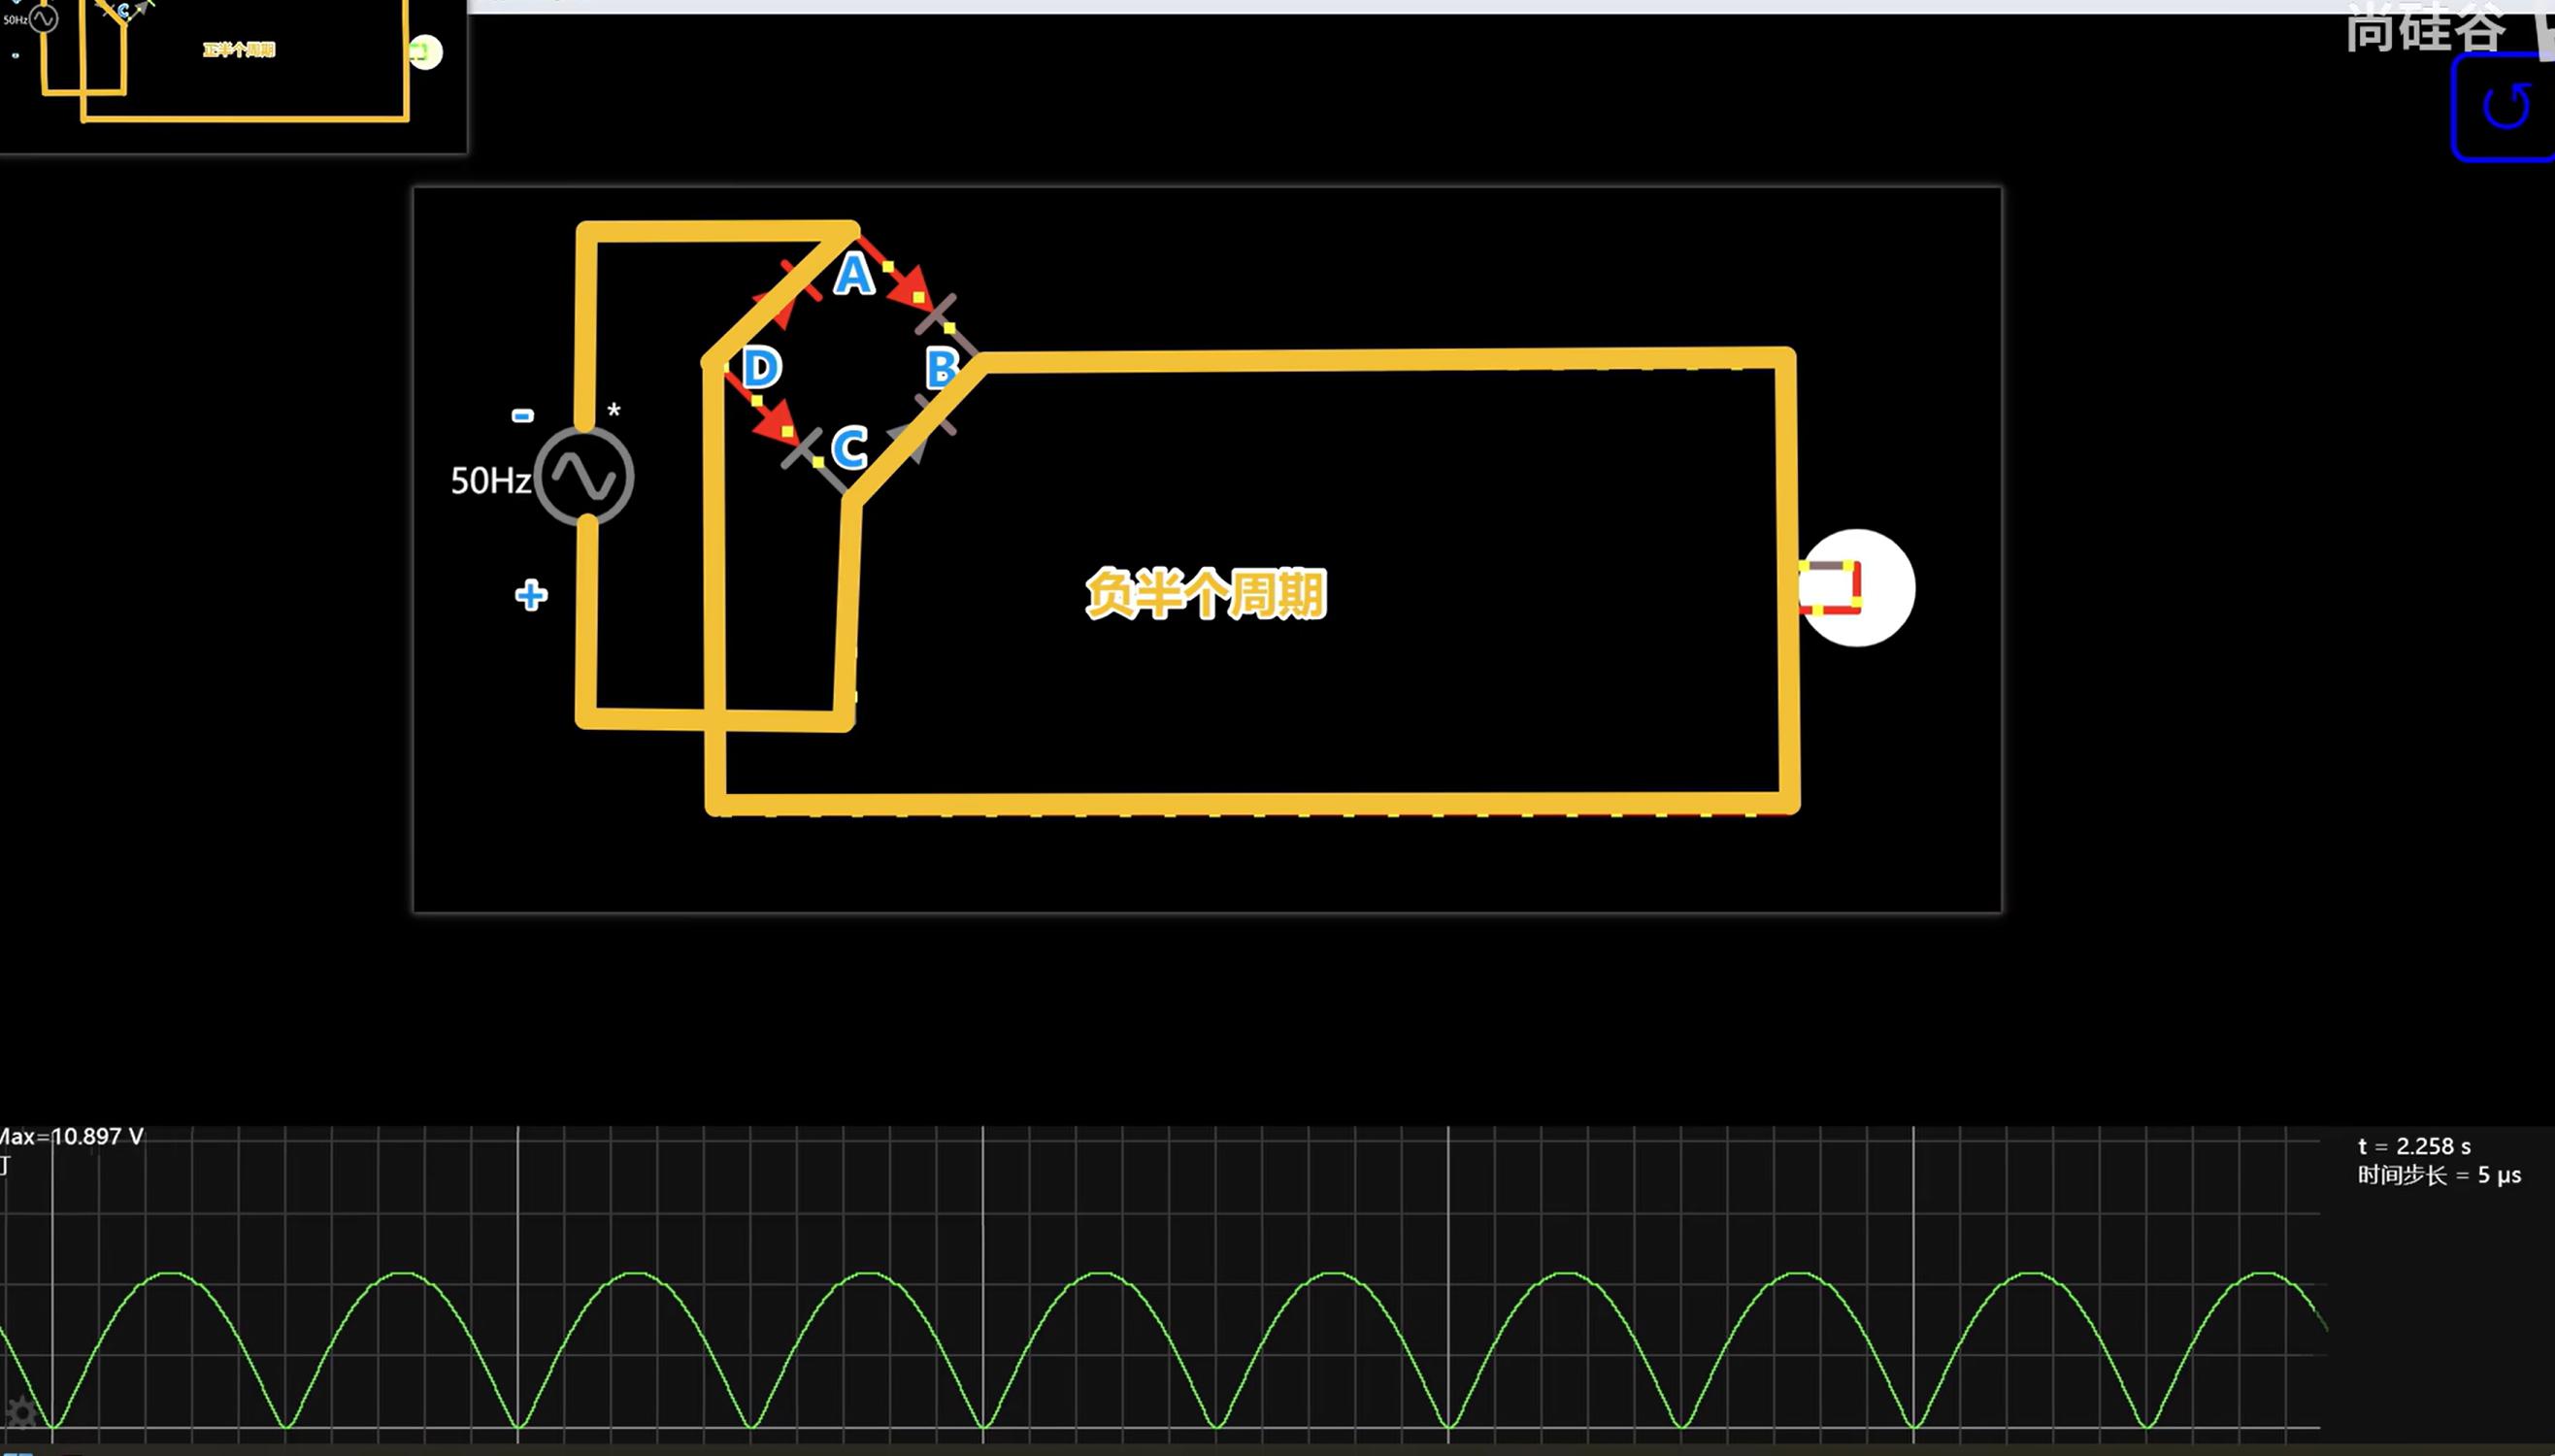 50Hz
C
-
正半个周期
尚硅谷
A
D
B
-
*
50Hz
C
+
负半个周期
Max=10.897 V
t = 2.258 s
时间步长 = 5 µs